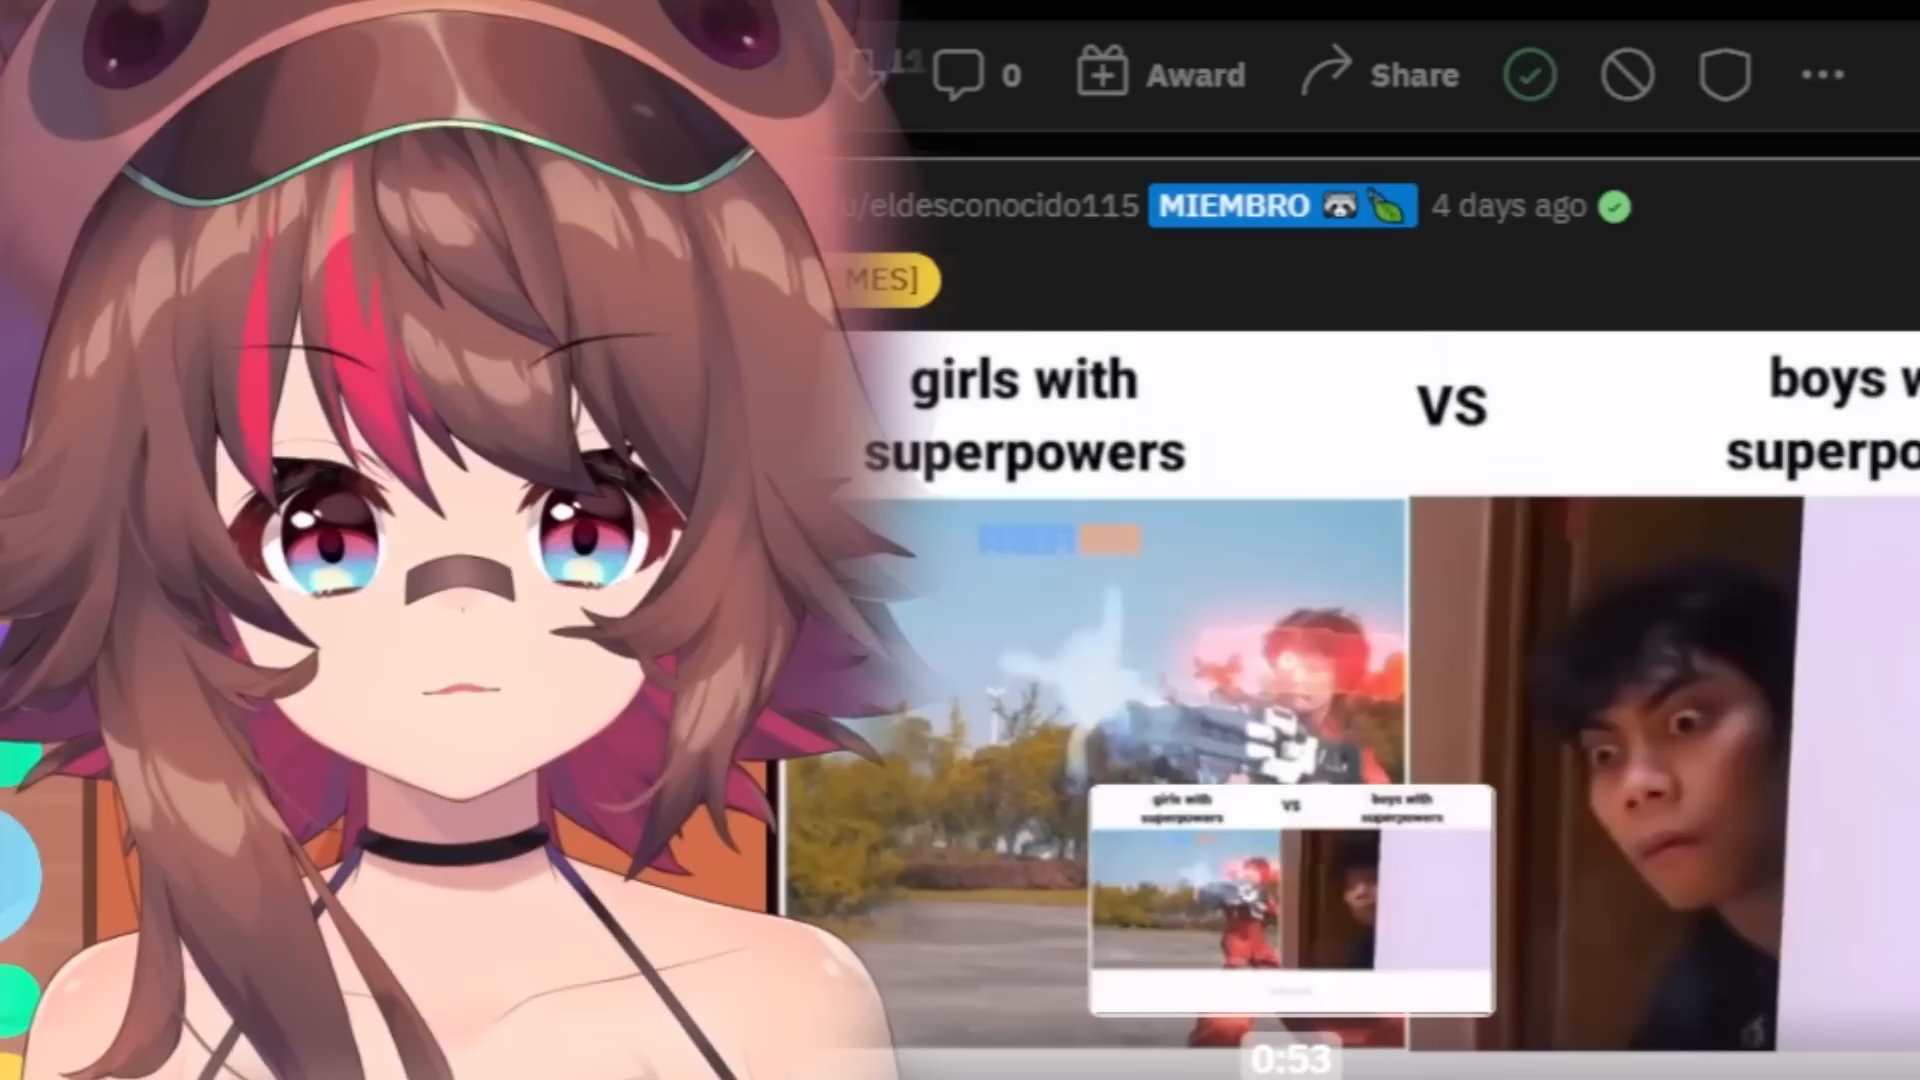 0 Award Share
u/eldesconocido115 MIEMBRO 4 days ago
MES]
girls with
superpowers
VS
boys w
superpo
girls with
superpowers
VS
boys with
superpowers
0:53